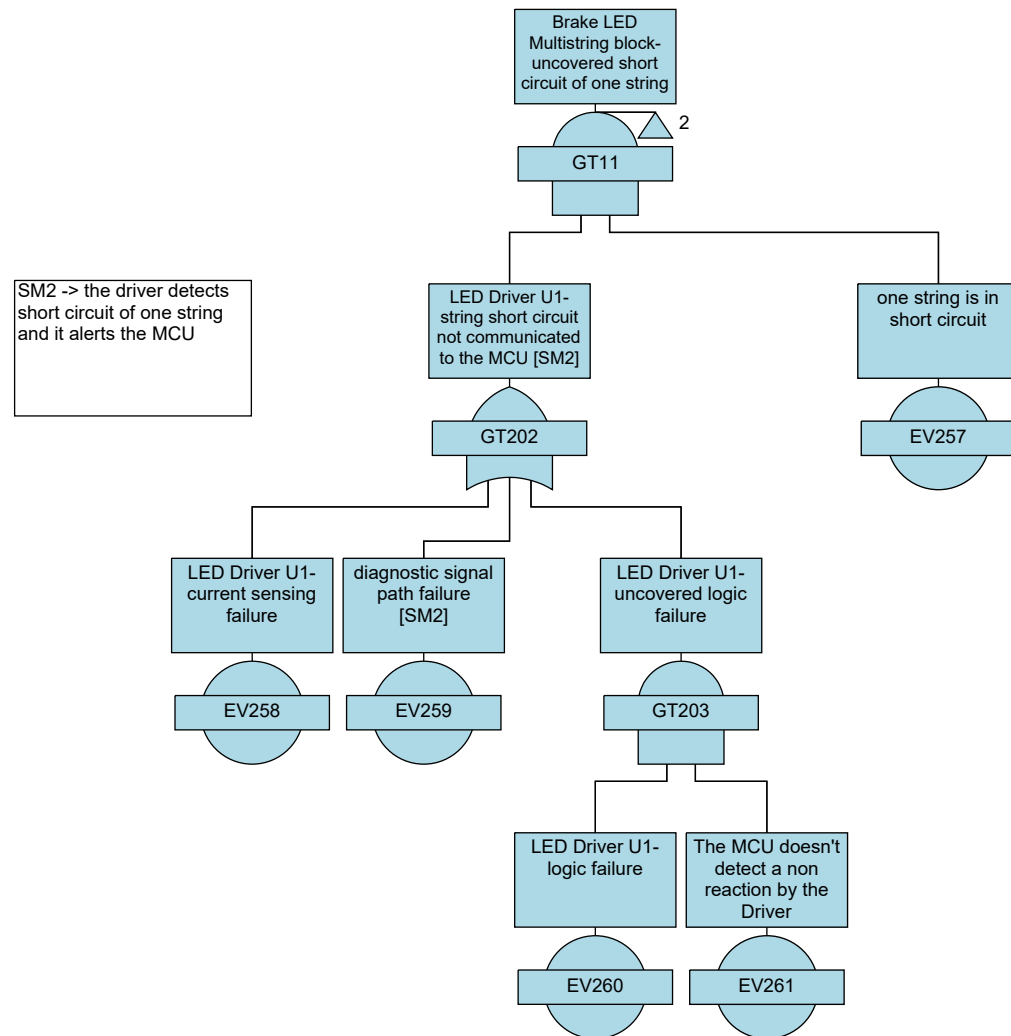 Brake LED
Multistring block-
uncovered short
circuit of one string
2
GT11
SM2 -> the driver detects
short circuit of one string
and it alerts the MCU
LED Driver U1-
string short circuit
not communicated
to the MCU [SM2]
one string is in
short circuit
GT202
EV257
LED Driver U1-
current sensing
failure
diagnostic signal
path failure
[SM2]
LED Driver U1-
uncovered logic
failure
EV258
EV259
GT203
LED Driver U1-
logic failure
The MCU doesn't
detect a non
reaction by the
Driver
EV260
EV261